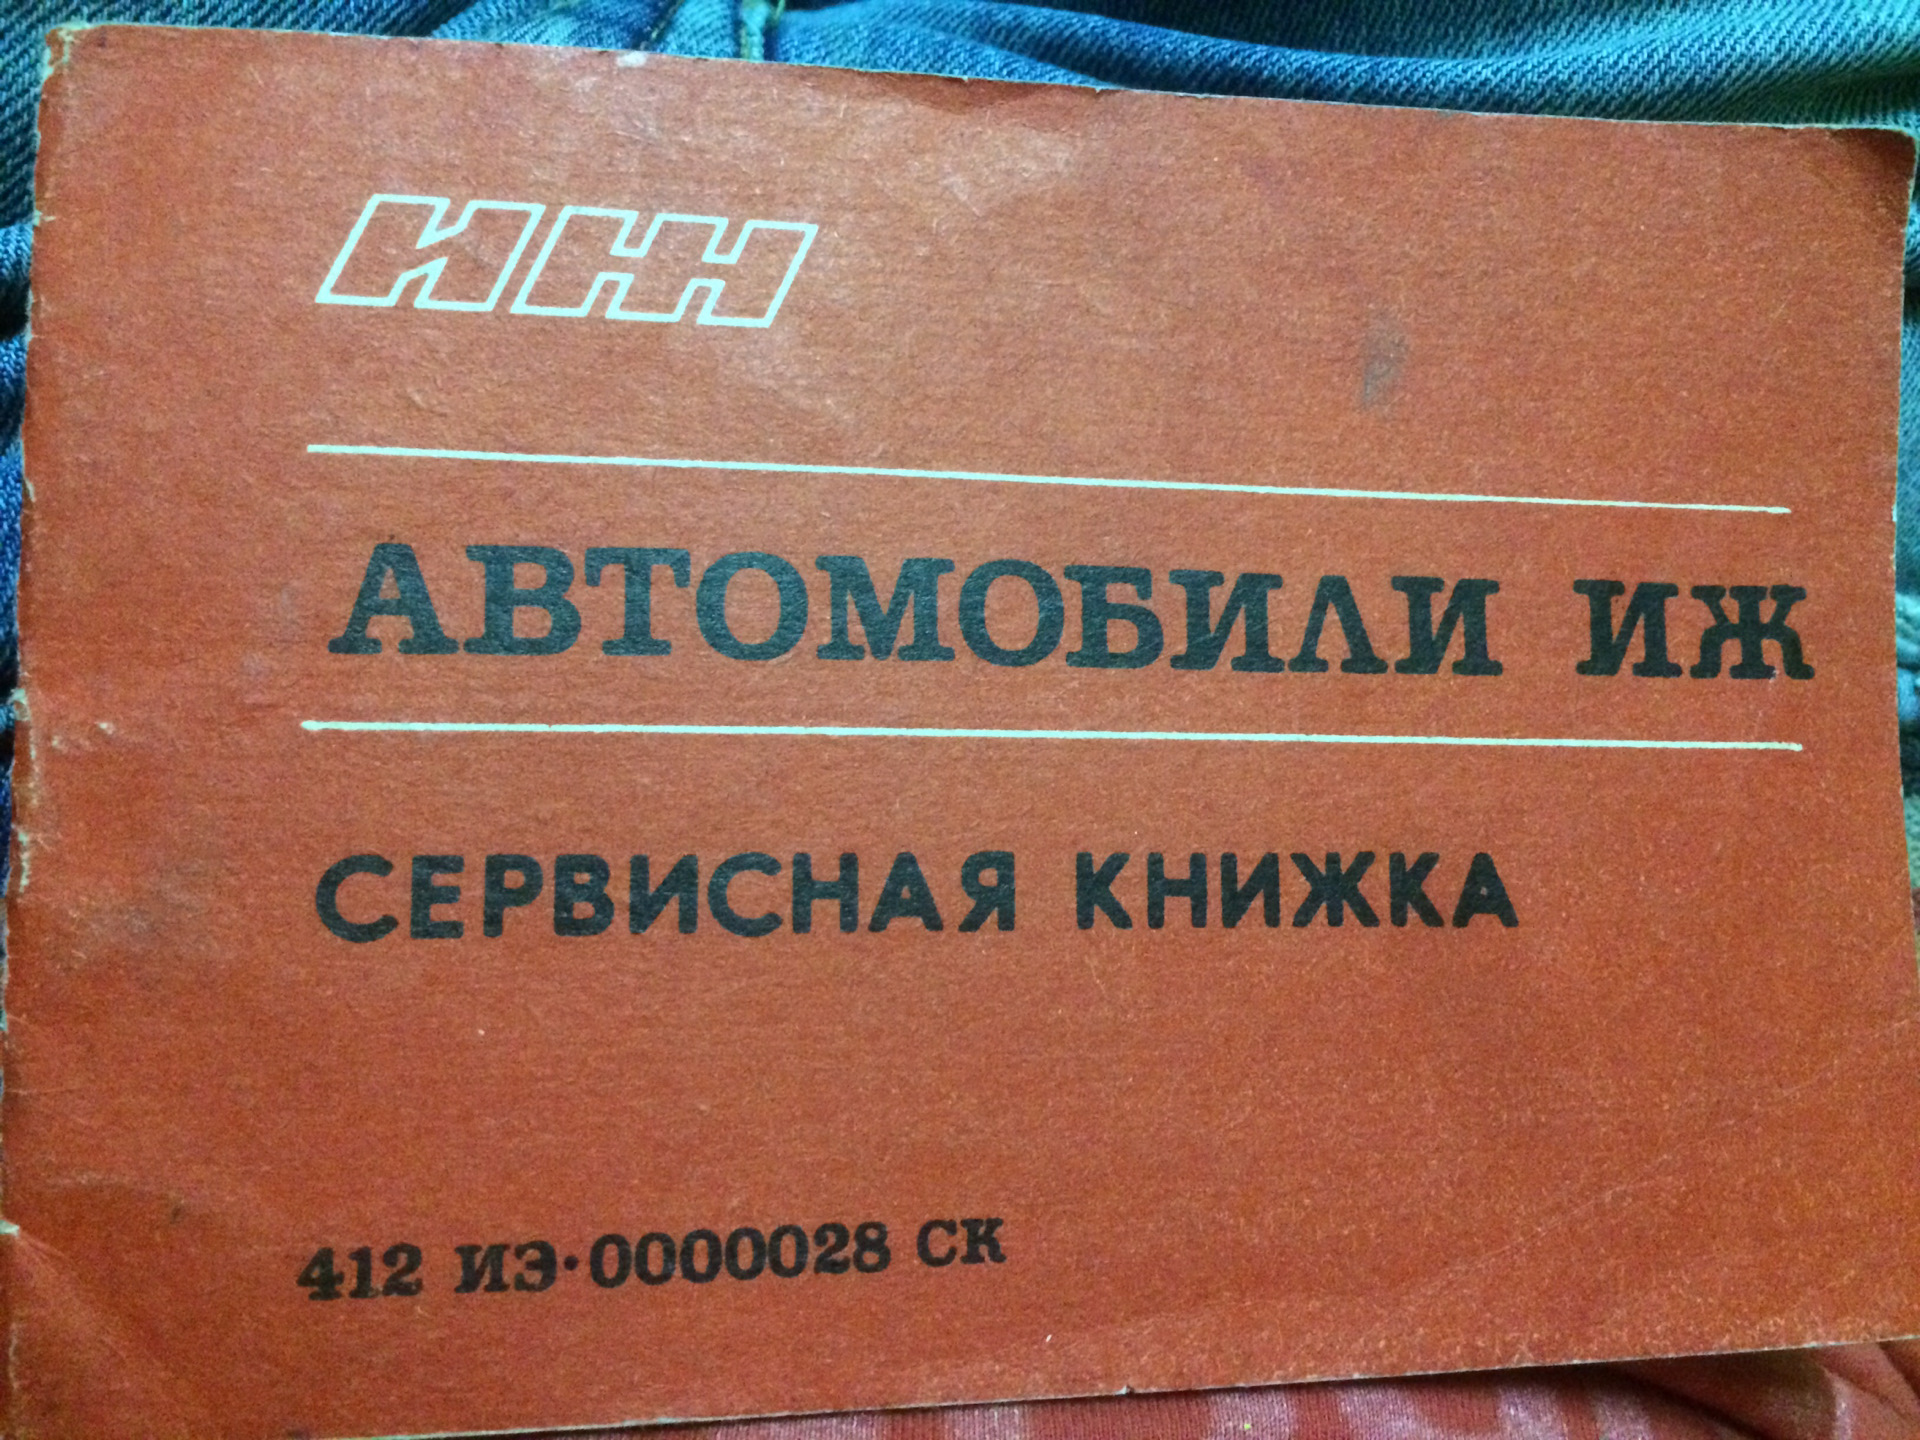 ИЖ
АВТОМОБИЛИ ИЖ
СЕРВИСНАЯ КНИЖКА
412 ИЭ·0000028 СК